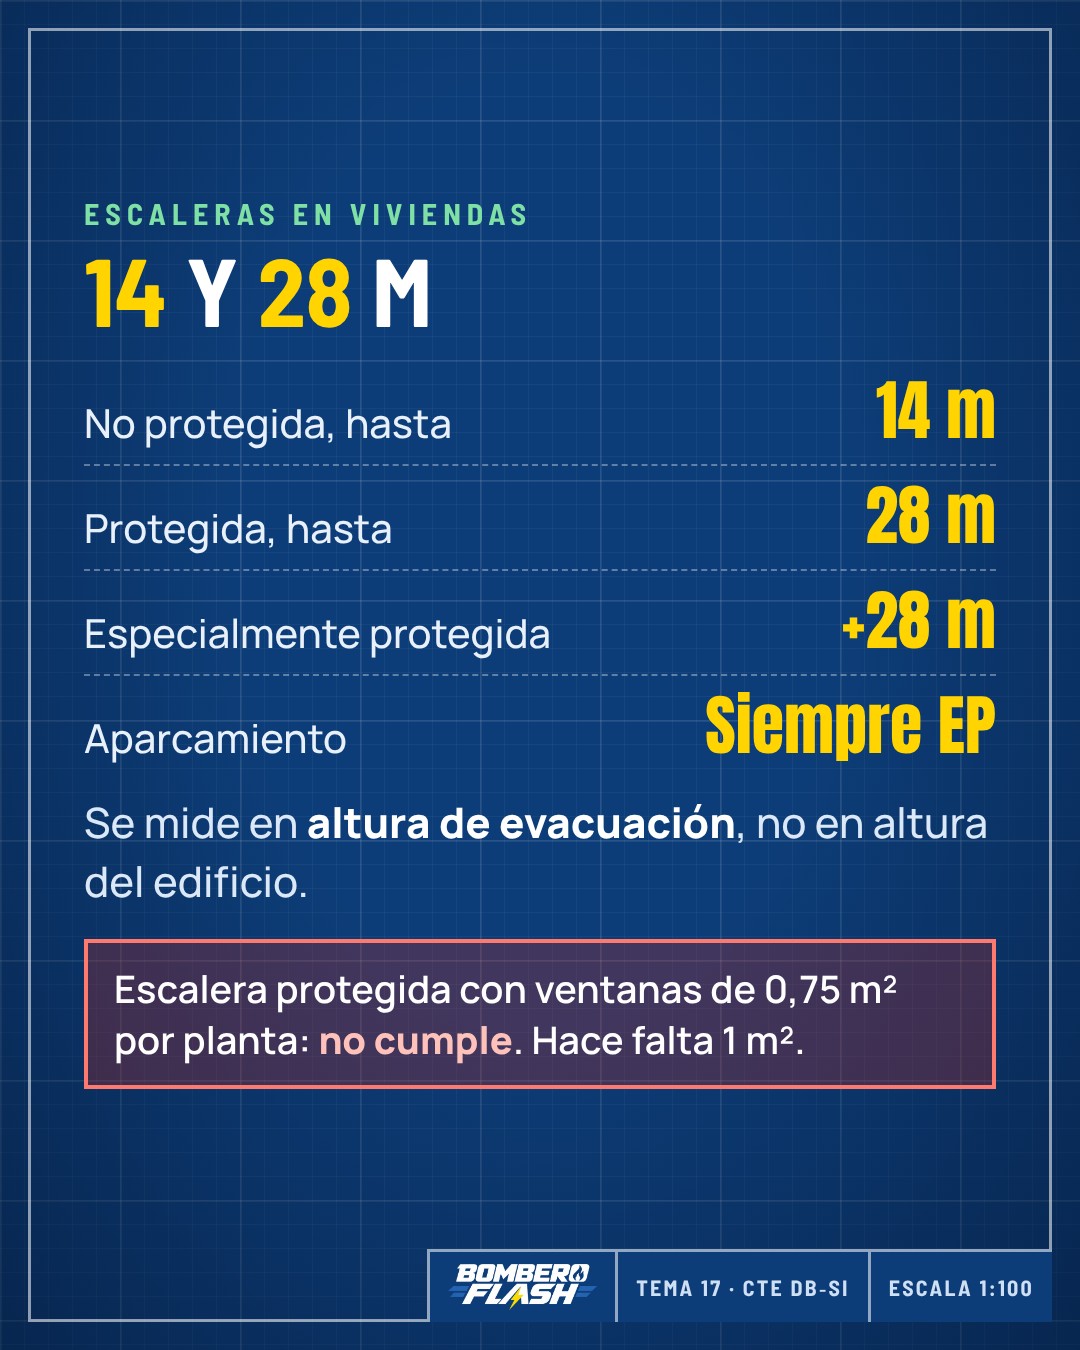 ESCALERAS EN VIVIENDAS
14 Y 28 M
No protegida, hasta 14 m
Protegida, hasta 28 m
Especialmente protegida +28 m
Aparcamiento Siempre EP
Se mide en altura de evacuación, no en altura
del edificio.
Escalera protegida con ventanas de 0,75 m²
por planta: no cumple. Hace falta 1 m².
BOMBERO
FLASH
TEMA 17 · CTE DB-SI
ESCALA 1:100